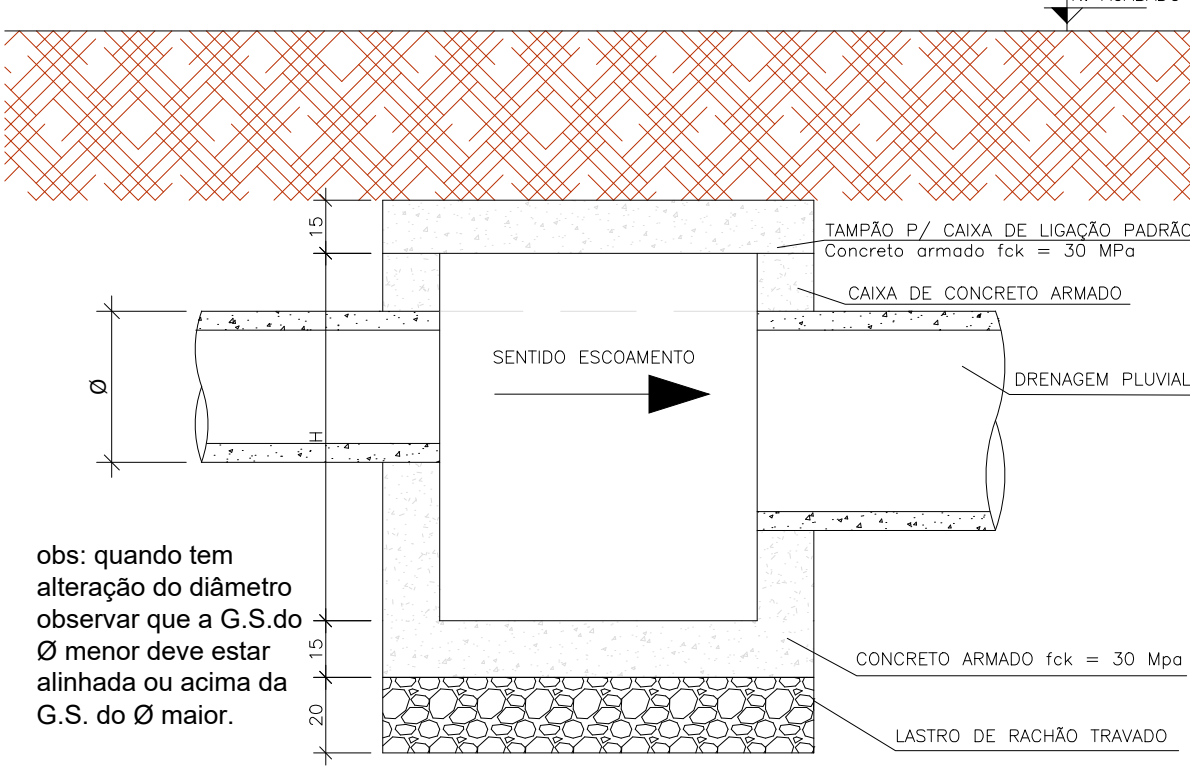 15
TAMPÃO P/ CAIXA DE LIGAÇÃO PADRÃO
Concreto armado fck = 30 MPa
CAIXA DE CONCRETO ARMADO
SENTIDO ESCOAMENTO
DRENAGEM PLUVIAL
Ø
H
obs: quando tem
alteração do diâmetro
observar que a G.S.do
Ø menor deve estar
alinhada ou acima da
G.S. do Ø maior.
15
CONCRETO ARMADO fck = 30 Mpa
20
LASTRO DE RACHÃO TRAVADO